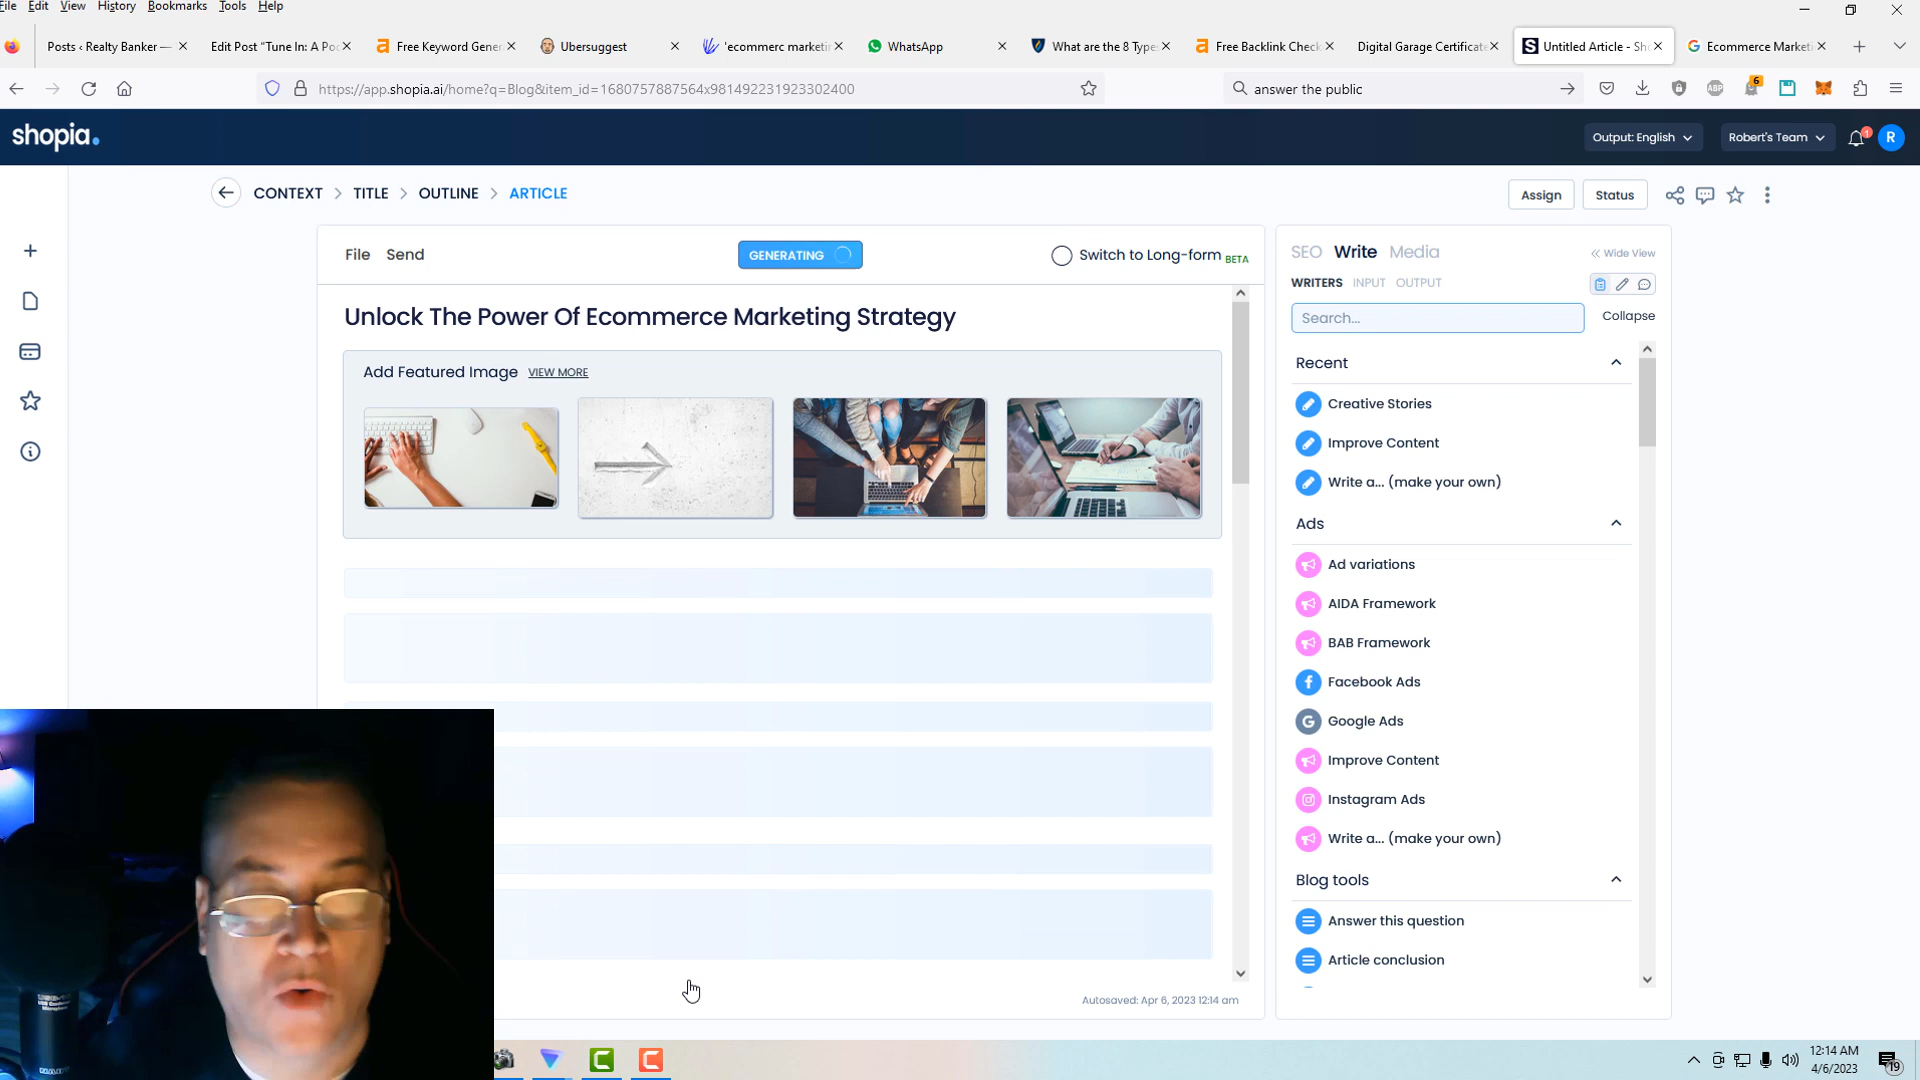 File Edit View History Bookmarks Tools Help
Posts ‹ Realty Banker —
Edit Post “Tune In: A Po
Free Keyword Gener
Ubersuggest
'ecommerc marketi
WhatsApp
What are the 8 Type
Free Backlink Check
Digital Garage Certificat
Untitled Article - Sho
Ecommerce Marketi
https://app.shopia.ai/home?q=Blog&item_id=1680757887564x981492231923302400
answer the public
ABP
6
shopia.
Output: English
Robert's Team
1
R
CONTEXT > TITLE > OUTLINE > ARTICLE
Assign
Status
File Send
GENERATING
Switch to Long-form BETA
Unlock The Power Of Ecommerce Marketing Strategy
Add Featured Image VIEW MORE
Autosaved: Apr 6, 2023 12:14 am
SEO Write Media
« Wide View
WRITERS INPUT OUTPUT
Search...
Collapse
Recent
Creative Stories
Improve Content
Write a... (make your own)
Ads
Ad variations
AIDA Framework
BAB Framework
Facebook Ads
Google Ads
Improve Content
Instagram Ads
Write a... (make your own)
Blog tools
Answer this question
Article conclusion
12:14 AM
4/6/2023
19